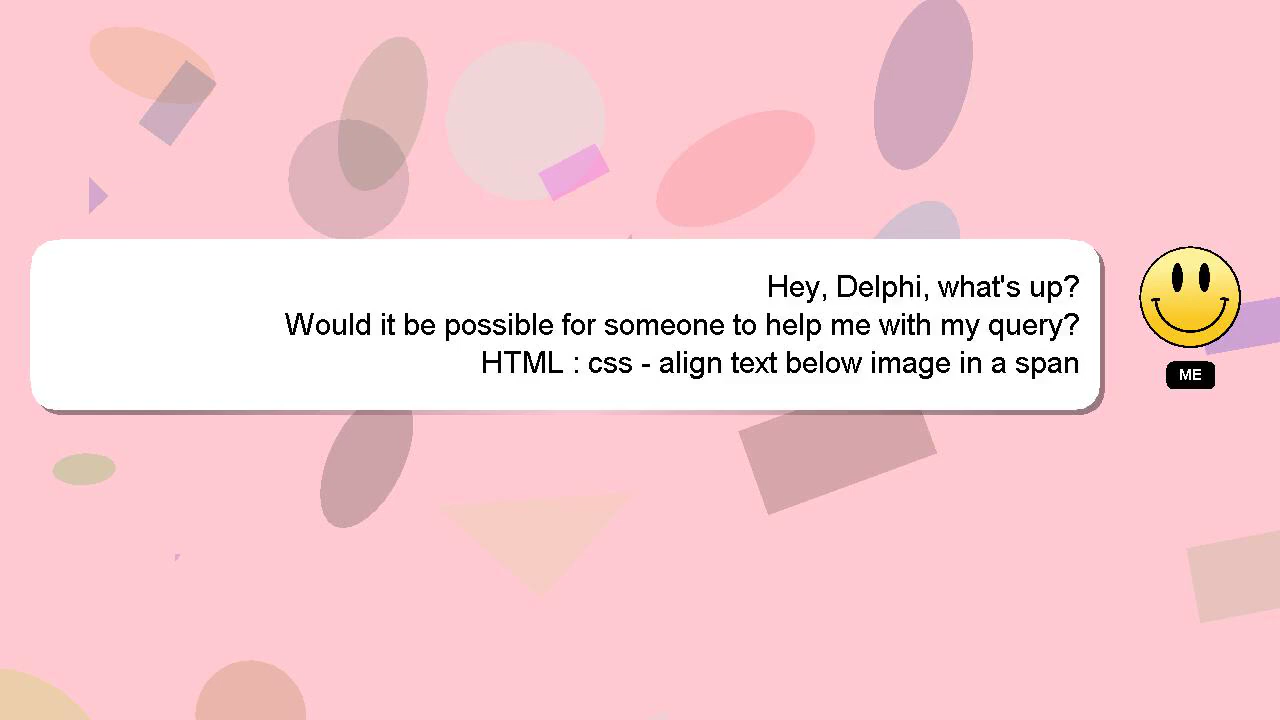 Hey, Delphi, what's up?
Would it be possible for someone to help me with my query?
HTML : css - align text below image in a span
ME